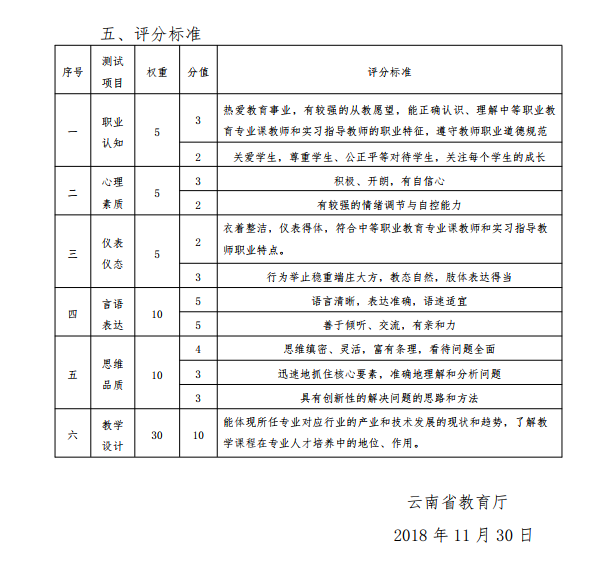 五、评分标准
序号 测试项目 权重 分值 评分标准
一 职业认知 5 3 热爱教育事业，有较强的从教愿望，能正确认识、理解中等职业教
育专业课教师和实习指导教师的职业特征，遵守教师职业道德规范
2 关爱学生，尊重学生、公正平等对待学生，关注每个学生的成长
二 心理素质 5 3 积极、开朗，有自信心
2 有较强的情绪调节与自控能力
三 仪表仪态 5 2 衣着整洁，仪表得体，符合中等职业教育专业课教师和实习指导教
师职业特点。
3 行为举止稳重端庄大方，教态自然，肢体表达得当
四 言语表达 10 5 语言清晰，表达准确，语速适宜
5 善于倾听、交流，有亲和力
五 思维品质 10 4 思维缜密、灵活，富有条理，看待问题全面
3 迅速地抓住核心要素，准确地理解和分析问题
3 具有创新性的解决问题的思路和方法
六 教学设计 30 10 能体现所任专业对应行业的产业和技术发展的现状和趋势，了解教
学课程在专业人才培养中的地位、作用。
云南省教育厅
2018 年 11 月 30 日